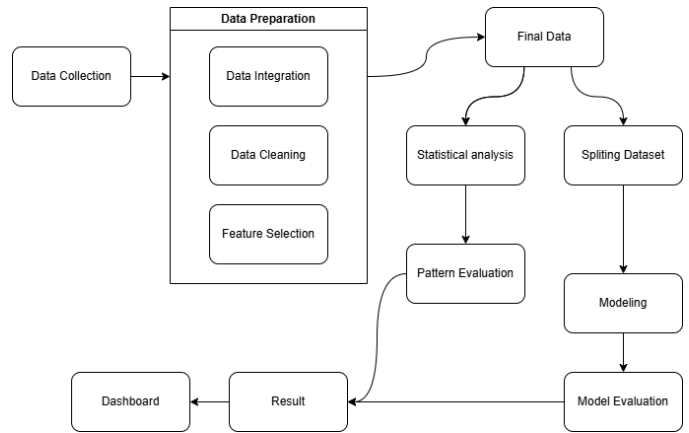 Data Preparation
Data Collection
Data Integration
Data Cleaning
Feature Selection
Final Data
Statistical analysis
Spliting Dataset
Pattern Evaluation
Modeling
Model Evaluation
Result
Dashboard